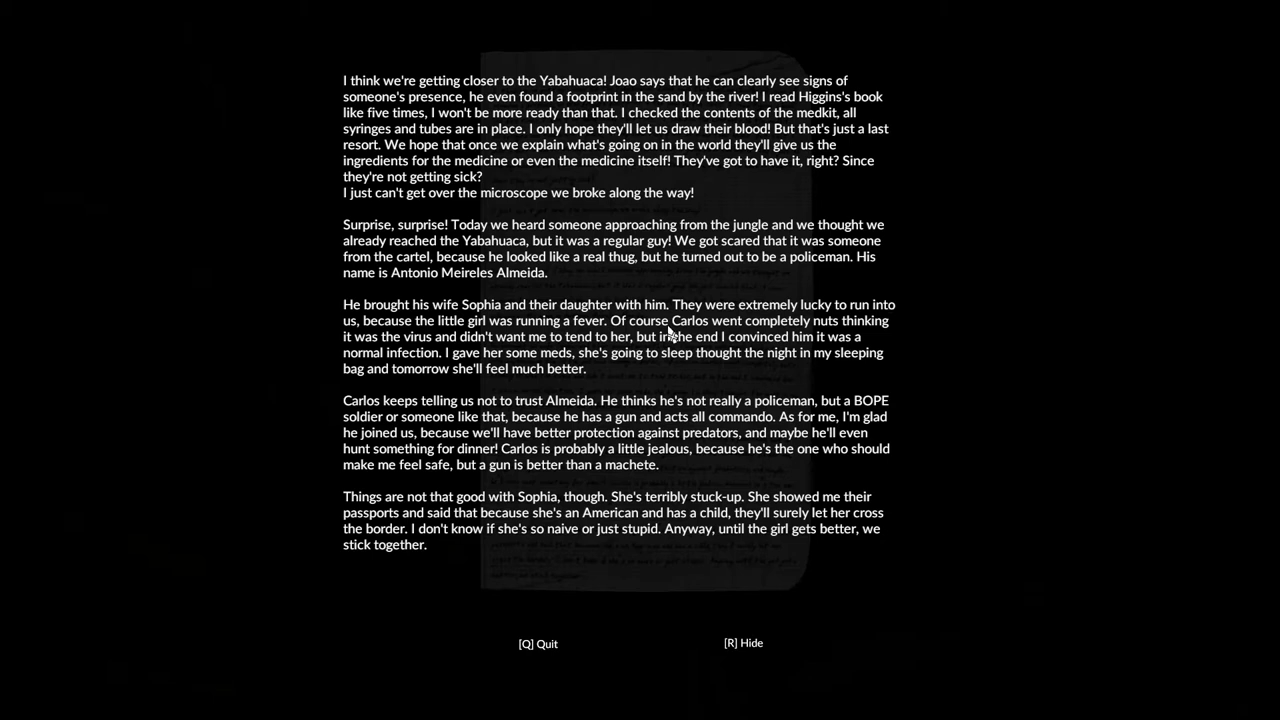 I think we're getting closer to the Yabahuaca! Joao says that he can clearly see signs of
someone's presence, he even found a footprint in the sand by the river! I read Higgins's book
like five times, I won't be more ready than that. I checked the contents of the medkit, all
syringes and tubes are in place. I only hope they'll let us draw their blood! But that's just a last
resort. We hope that once we explain what's going on in the world they'll give us the
ingredients for the medicine or even the medicine itself! They've got to have it, right? Since
they're not getting sick?
I just can't get over the microscope we broke along the way!
Surprise, surprise! Today we heard someone approaching from the jungle and we thought we
already reached the Yabahuaca, but it was a regular guy! We got scared that it was someone
from the cartel, because he looked like a real thug, but he turned out to be a policeman. His
name is Antonio Meireles Almeida.
He brought his wife Sophia and their daughter with him. They were extremely lucky to run into
us, because the little girl was running a fever. Of course Carlos went completely nuts thinking
it was the virus and didn't want me to tend to her, but in the end I convinced him it was a
normal infection. I gave her some meds, she's going to sleep thought the night in my sleeping
bag and tomorrow she'll feel much better.
Carlos keeps telling us not to trust Almeida. He thinks he's not really a policeman, but a BOPE
soldier or someone like that, because he has a gun and acts all commando. As for me, I'm glad
he joined us, because we'll have better protection against predators, and maybe he'll even
hunt something for dinner! Carlos is probably a little jealous, because he's the one who should
make me feel safe, but a gun is better than a machete.
Things are not that good with Sophia, though. She's terribly stuck-up. She showed me their
passports and said that because she's an American and has a child, they'll surely let her cross
the border. I don't know if she's so naive or just stupid. Anyway, until the girl gets better, we
stick together.
[Q] Quit
[R] Hide